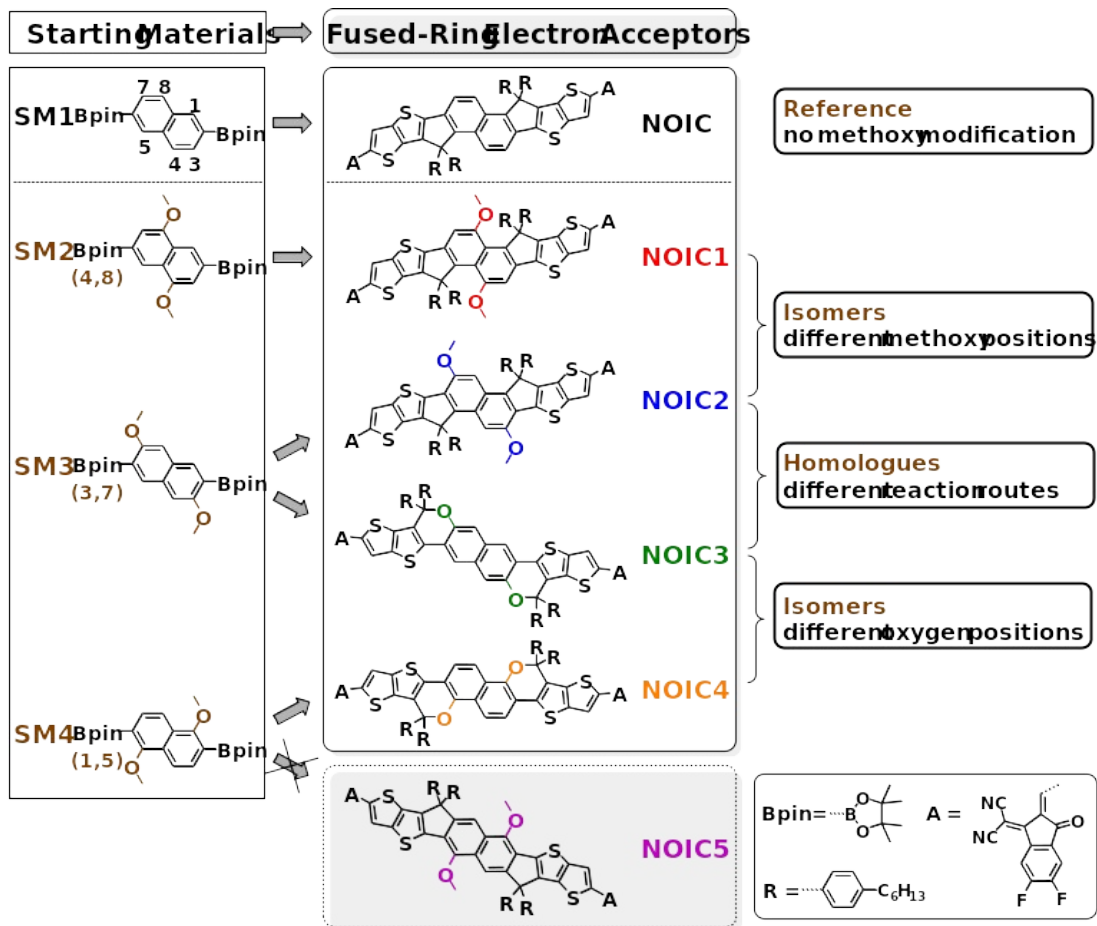 Starting Materials
Fused-Ring Electron Acceptors
7 8
1
SM1 Bpin
Bpin
5
4 3
S
R R
S
A
NOIC
A
S
R R
S
Reference
no methoxy modification
O
SM2 Bpin
Bpin
(4,8)
O
O
R R
S
A
S
NOIC1
A
S
R R
S
O
Isomers
different methoxy positions
O
R R
S
A
S
NOIC2
A
S
R R
S
O
O
SM3 Bpin
Bpin
(3,7)
O
Homologues
different reaction routes
R
R
O
S
A
S
S
NOIC3
S
A
O
R
R
Isomers
different oxygen positions
R
R
S
O
A
S
S
NOIC4
S
A
R
R
O
SM4 Bpin
O
Bpin
(1,5)
O
R
R
A
S
O
S
NOIC5
O
S
R
R
S
A
Bpin=
B
O
O
A =
NC
NC
O
F
F
R =
C6H13